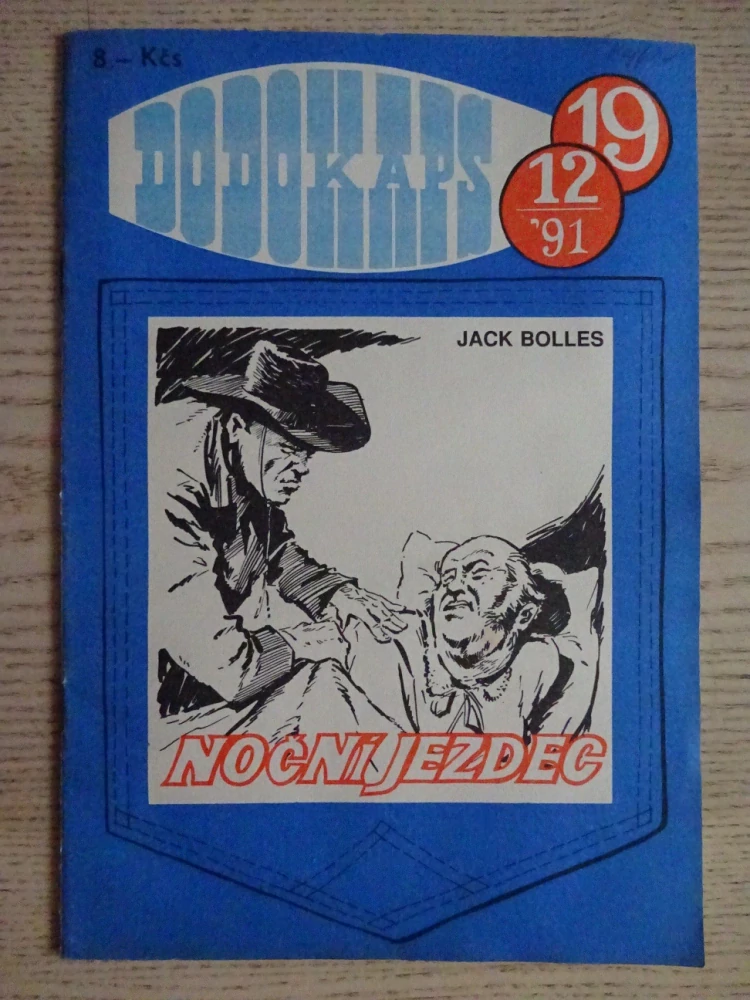 8,– Kčs
DODOKAPS
19
12
'91
JACK BOLLES
NOČNÍ JEZDEC